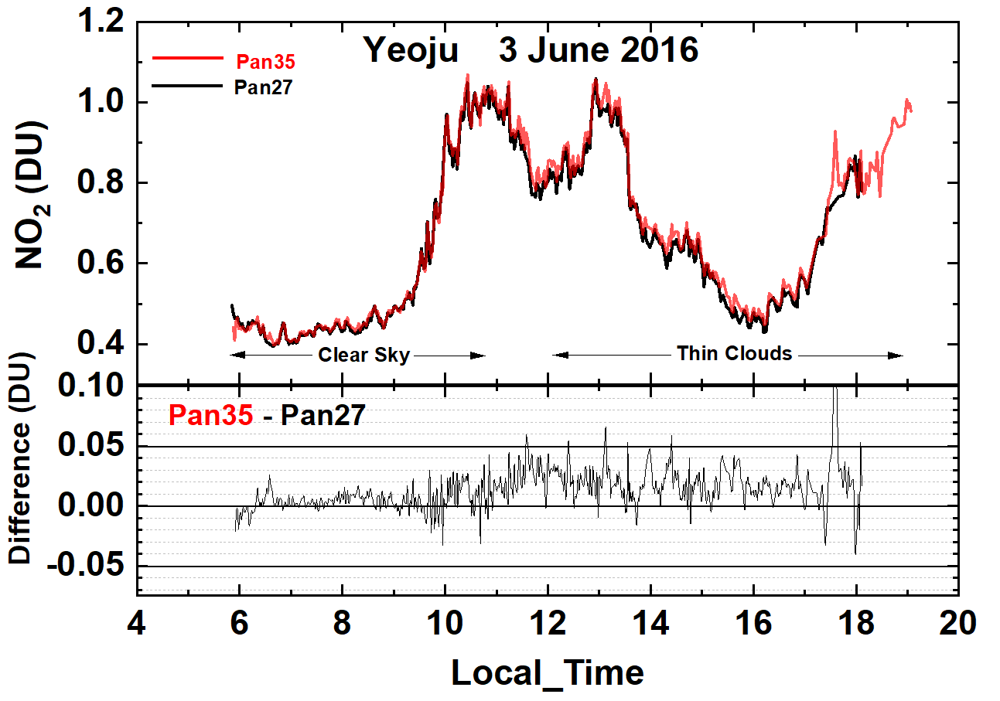 Yeoju 3 June 2016
Pan35
Pan27
1.2
1.0
0.8
0.6
0.4
NO₂ (DU)
Clear Sky
Thin Clouds
0.10
0.05
0.00
-0.05
Difference (DU)
Pan35 - Pan27
4 6 8 10 12 14 16 18 20
Local_Time